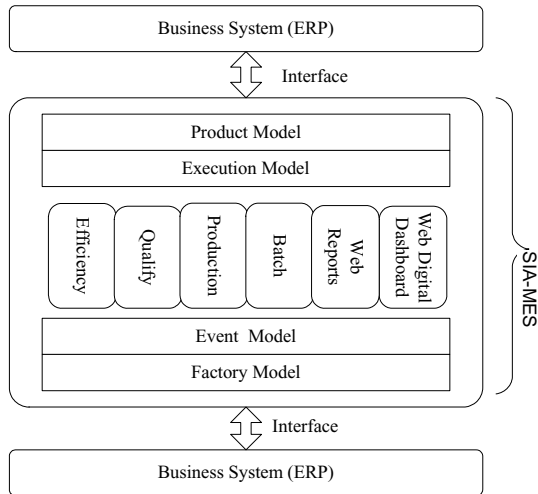 Business System (ERP)
Interface
Product Model
Execution Model
Efficiency
Qualify
Production
Batch
Web
Reports
Web Digital
Dashboard
Event Model
Factory Model
SIA-MES
Interface
Business System (ERP)